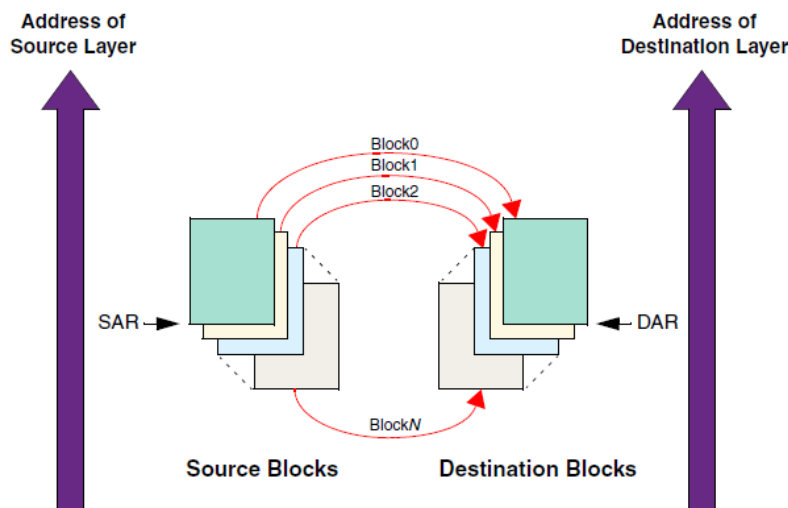 Address of
Source Layer
Address of
Destination Layer
Block0
Block1
Block2
SAR
DAR
BlockN
Source Blocks
Destination Blocks